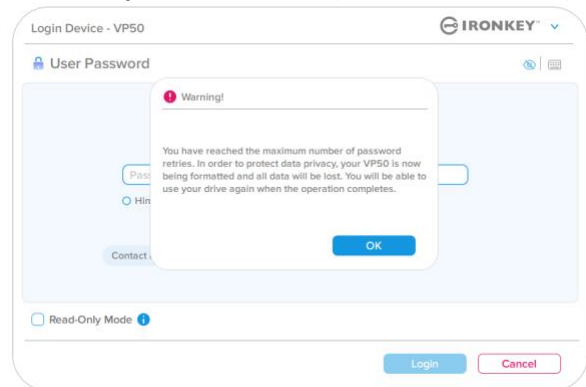 Login Device - VP50
IRONKEY
User Password
Warning!
You have reached the maximum number of password
retries. In order to protect data privacy, your VP50 is now
being formatted and all data will be lost. You will be able to
use your drive again when the operation completes.
OK
Contact
Read-Only Mode
Login
Cancel